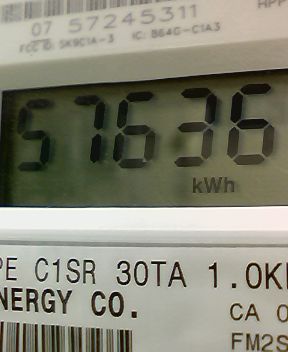 07 57245311
FCC ID: SK9C1A-3 IC: 864G-C1A3
57636
kWh
PE C1SR 30TA 1.0K
NERGY CO.
CA 0
FM2S